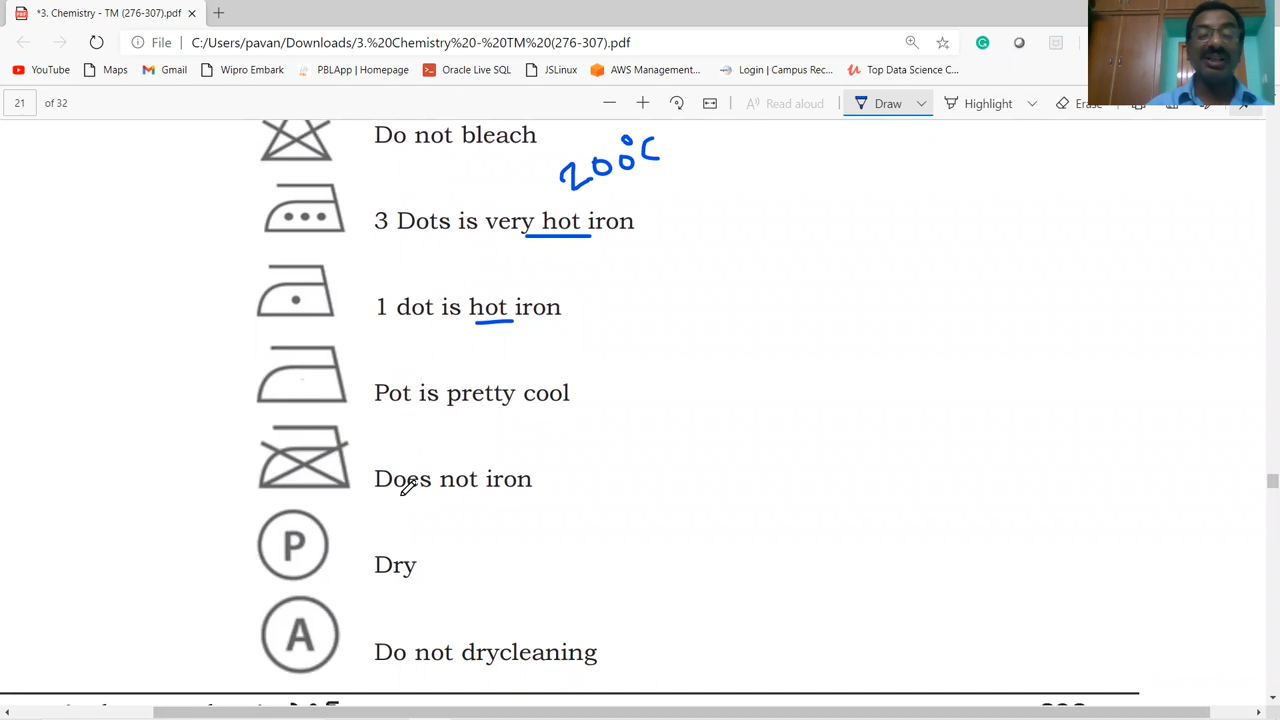 *3. Chemistry - TM (276-307).pdf
File C:/Users/pavan/Downloads/3.%20Chemistry%20-%20TM%20(276-307).pdf
YouTube Maps Gmail Wipro Embark PBLApp | Homepage Oracle Live SQL JSLinux AWS Management... Login | Campus Rec... Top Data Science C...
21 of 32 Read aloud Draw Highlight Erase
Do not bleach
200°C
3 Dots is very hot iron
1 dot is hot iron
Pot is pretty cool
Does not iron
P
Dry
A
Do not drycleaning